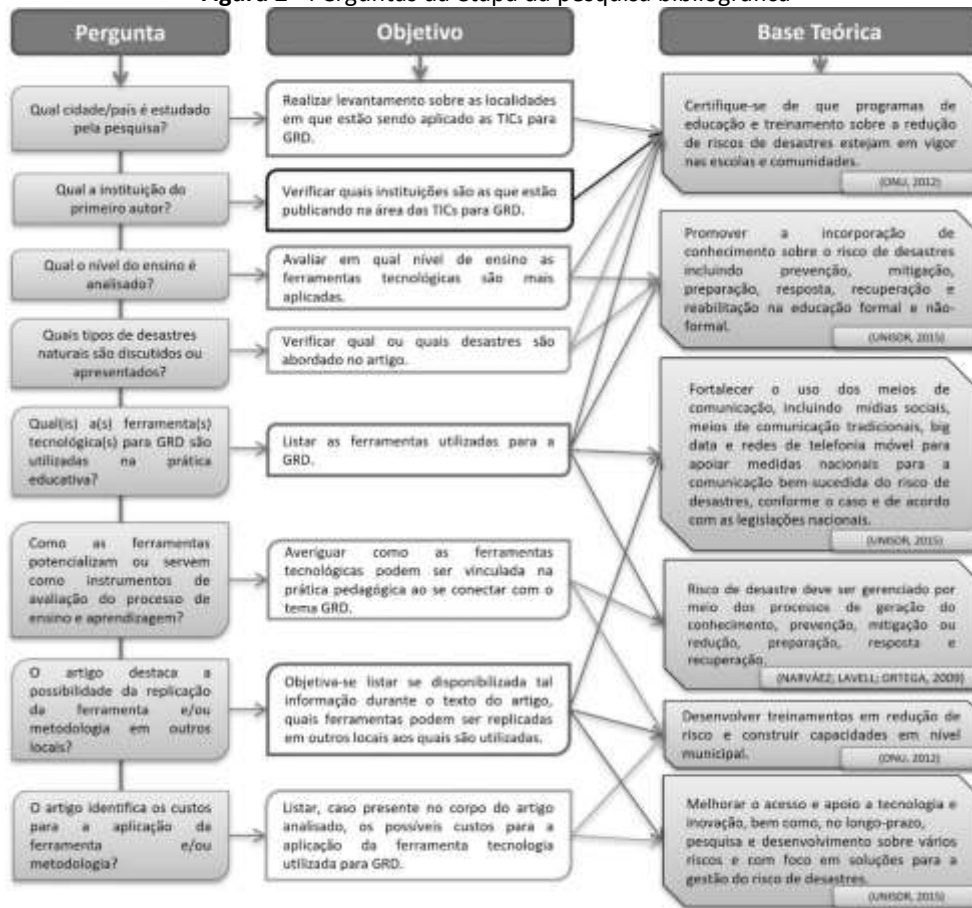 Figura 2 - Perguntas da etapa da pesquisa bibliográfica
Pergunta
Objetivo
Base Teórica
Qual cidade/país é estudado
pela pesquisa?
Realizar levantamento sobre as localidades
em que estão sendo aplicado as TICs para
GRD.
Certifique-se de que programas de
educação e treinamento sobre a redução
de riscos de desastres estejam em vigor
nas escolas e comunidades.
(ONU, 2012)
Qual a instituição do
primeiro autor?
Verificar quais instituições são as que estão
publicando na área das TICs para GRD.
Qual o nível do ensino é
analisado?
Avaliar em qual nível de ensino as
ferramentas tecnológicas são mais
aplicadas.
Promover a incorporação de
conhecimento sobre o risco de desastres
incluindo prevenção, mitigação,
preparação, resposta, recuperação e
reabilitação na educação formal e não-
formal.
(UNISDR, 2015)
Quais tipos de desastres
naturais são discutidos ou
apresentados?
Verificar qual ou quais desastres são
abordado no artigo.
Qual(is) a(s) ferramenta(s)
tecnológica(s) para GRD são
utilizadas na prática
educativa?
Listar as ferramentas utilizadas para a
GRD.
Fortalecer o uso dos meios de
comunicação, incluindo mídias sociais,
meios de comunicação tradicionais, big
data e redes de telefonia móvel para
apoiar medidas nacionais para a
comunicação bem-sucedida do risco de
desastres, conforme o caso e de acordo
com as legislações nacionais.
(UNISDR, 2015)
Como as ferramentas
potencializam ou servem
como instrumentos de
avaliação do processo de
ensino e aprendizagem?
Averiguar como as ferramentas
tecnológicas podem ser vinculada na
prática pedagógica ao se conectar com o
tema GRD.
Risco de desastre deve ser gerenciado por
meio dos processos de geração do
conhecimento, prevenção, mitigação ou
redução, preparação, resposta e
recuperação.
(NARVÁEZ; LAVELL; ORTEGA, 2009)
O artigo destaca a
possibilidade da replicação
da ferramenta e/ou
metodologia em outros
locais?
Objetiva-se listar se disponibilizada tal
informação durante o texto do artigo,
quais ferramentas podem ser replicadas
em outros locais aos quais são utilizadas.
Desenvolver treinamentos em redução de
risco e construir capacidades em nível
municipal.
(ONU, 2012)
O artigo identifica os custos
para a aplicação da
ferramenta e/ou
metodologia?
Listar, caso presente no corpo do artigo
analisado, os possíveis custos para a
aplicação da ferramenta tecnologia
utilizada para GRD.
Melhorar o acesso e apoio a tecnologia e
inovação, bem como, no longo-prazo,
pesquisa e desenvolvimento sobre vários
riscos e com foco em soluções para a
gestão do risco de desastres.
(UNISDR, 2015)